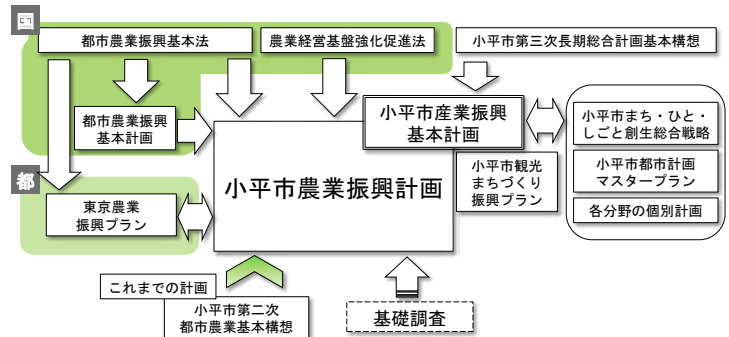 国
都市農業振興基本法
農業経営基盤強化促進法
小平市第三次長期総合計画基本構想
都市農業振興
基本計画
小平市産業振興
基本計画
小平市まち・ひと・
しごと創生総合戦略
小平市都市計画
マスタープラン
各分野の個別計画
小平市農業振興計画
小平市観光
まちづくり
振興プラン
都
東京農業
振興プラン
これまでの計画
小平市第二次
都市農業基本構想
基礎調査